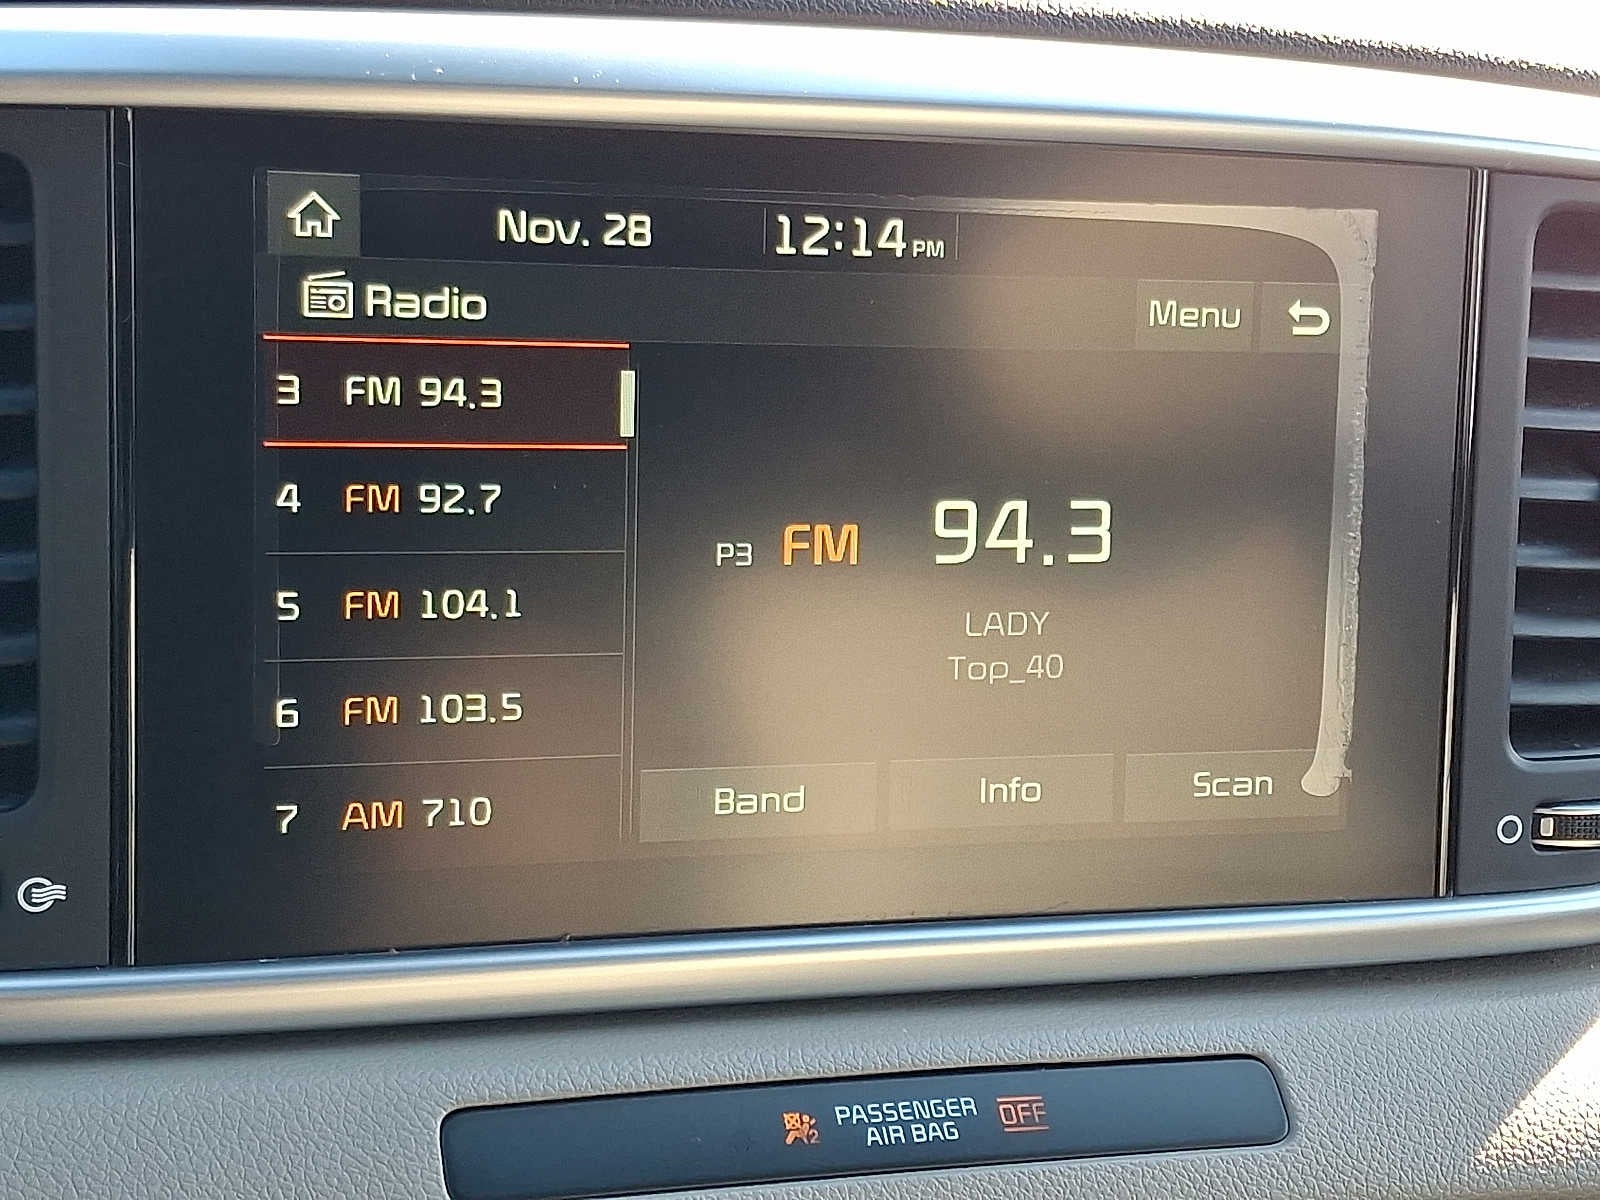 Nov. 28 12:14 PM
Radio Menu
3 FM 94.3
4 FM 92.7
5 FM 104.1
6 FM 103.5
7 AM 710
P3 FM 94.3
LADY
Top_40
Band Info Scan
2 PASSENGER AIR BAG OFF